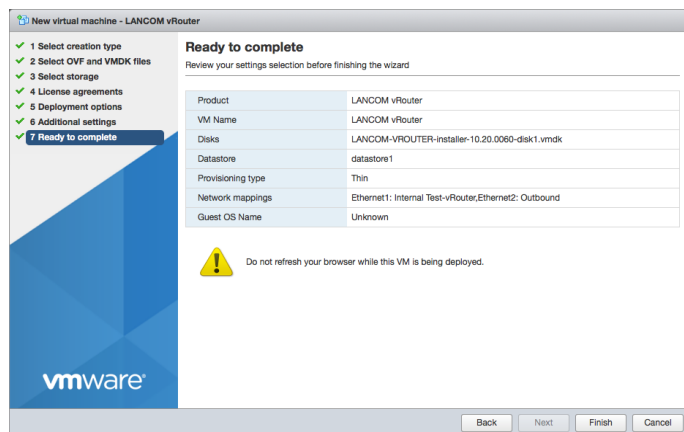 New virtual machine - LANCOM vRouter
1 Select creation type
2 Select OVF and VMDK files
3 Select storage
4 License agreements
5 Deployment options
6 Additional settings
7 Ready to complete
Ready to complete
Review your settings selection before finishing the wizard
Product LANCOM vRouter
VM Name LANCOM vRouter
Disks LANCOM-VROUTER-installer-10.20.0060-disk1.vmdk
Datastore datastore1
Provisioning type Thin
Network mappings Ethernet1: Internal Test-vRouter,Ethernet2: Outbound
Guest OS Name Unknown
Do not refresh your browser while this VM is being deployed.
vmware®
Back Next Finish Cancel